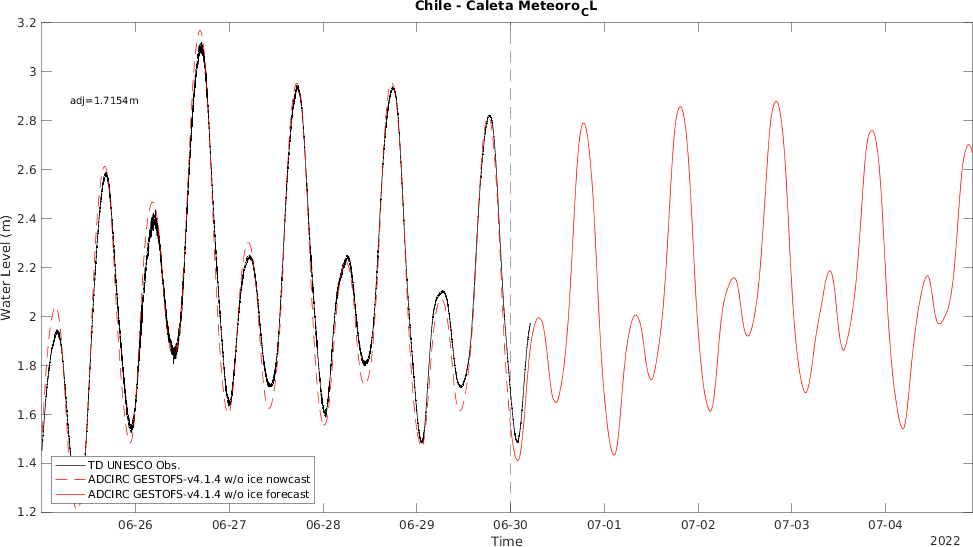 Chile - Caleta Meteoro_CL
3.2
3
2.8
2.6
2.4
2.2
2
1.8
1.6
1.4
1.2
Water Level (m)
adj=1.7154m
TD UNESCO Obs.
ADCIRC GESTOFS-v4.1.4 w/o ice nowcast
ADCIRC GESTOFS-v4.1.4 w/o ice forecast
06-26 06-27 06-28 06-29 06-30 07-01 07-02 07-03 07-04
Time
2022